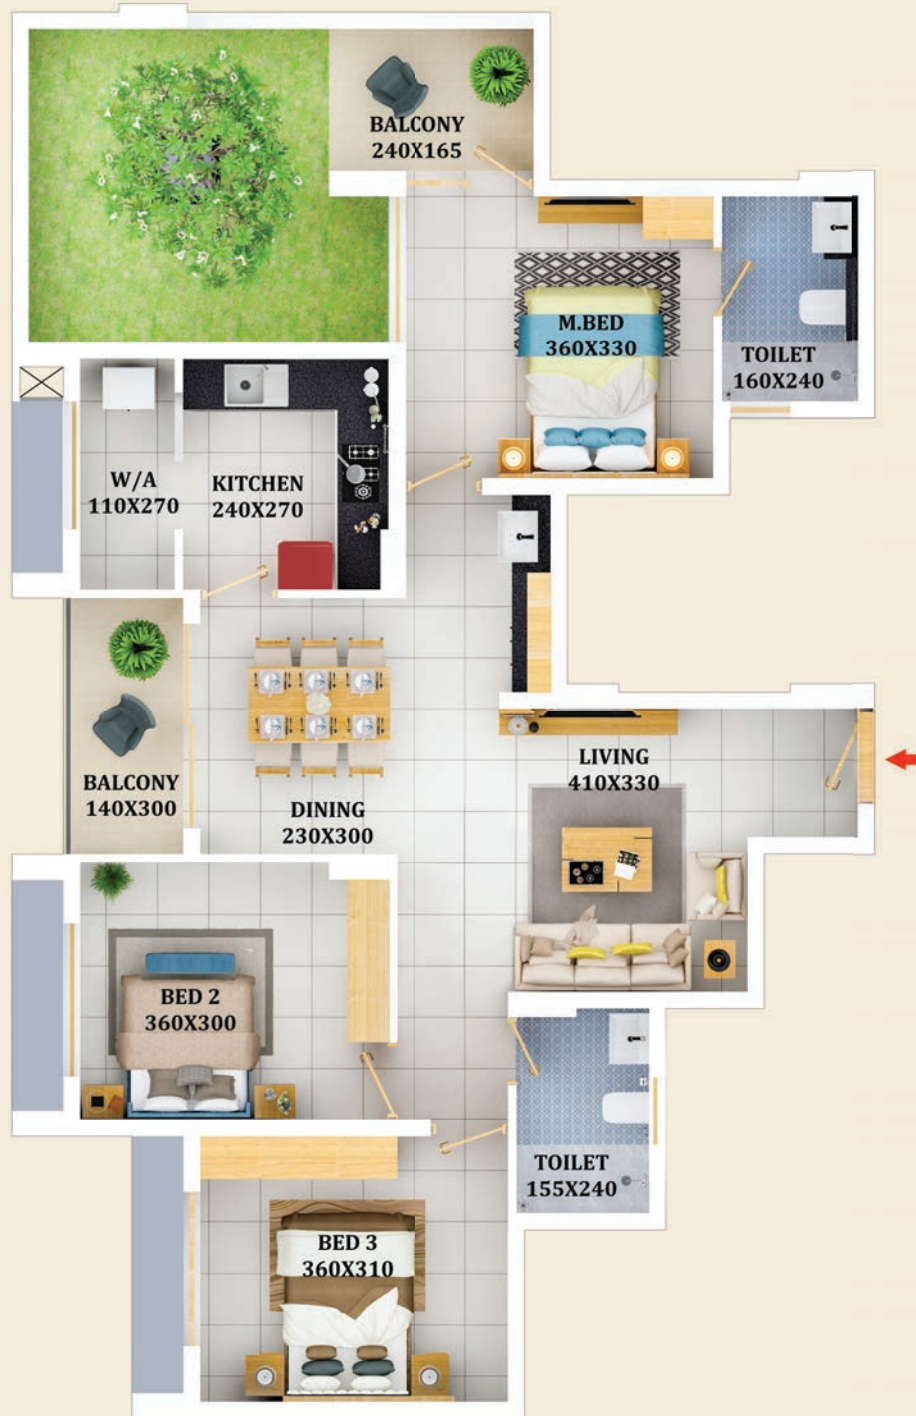 BALCONY
240X165
M.BED
360X330
TOILET
160X240
W/A
110X270
KITCHEN
240X270
BALCONY
140X300
DINING
230X300
LIVING
410X330
BED 2
360X300
TOILET
155X240
BED 3
360X310